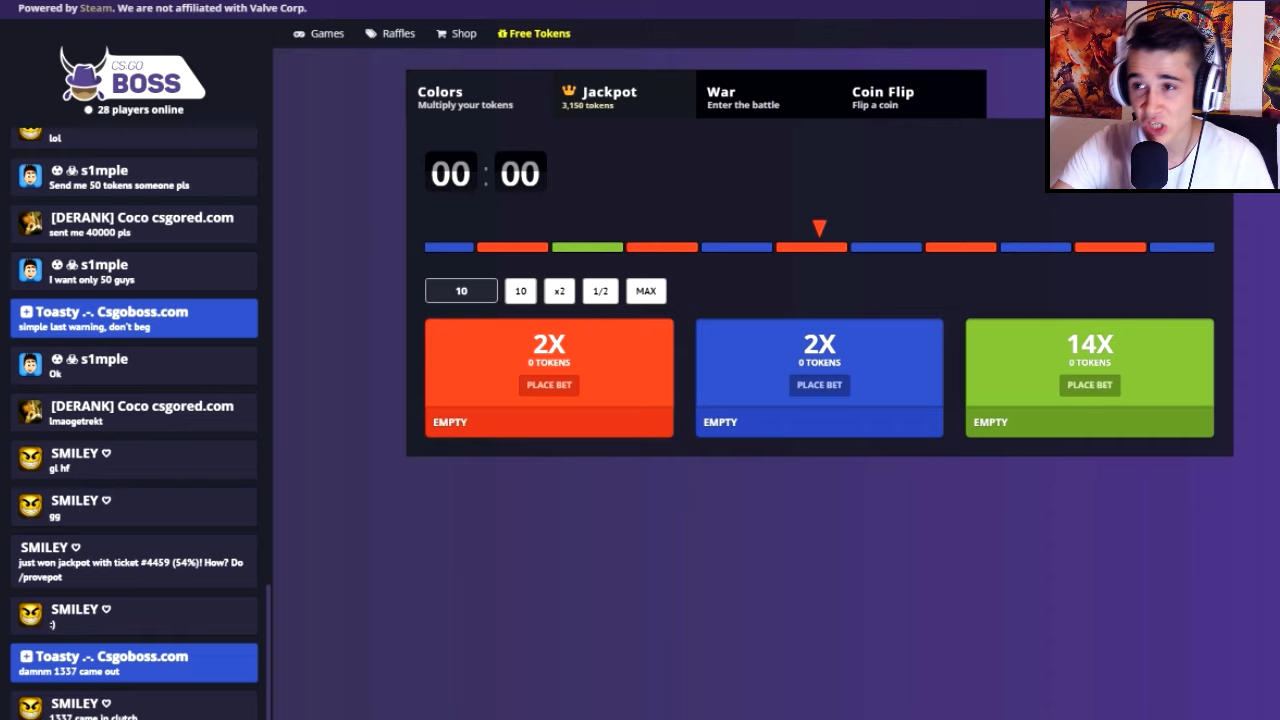 Powered by Steam. We are not affiliated with Valve Corp.
Games
Raffles
Shop
Free Tokens
CS:GO
BOSS
28 players online
lol
s1mple
Send me 50 tokens someone pls
[DERANK] Coco csgored.com
sent me 40000 pls
s1mple
I want only 50 guys
Toasty .-. Csgoboss.com
simple last warning, don't beg
s1mple
Ok
[DERANK] Coco csgored.com
lmaogetrekt
SMILEY ♡
gl hf
SMILEY ♡
gg
SMILEY ♡
just won jackpot with ticket #4459 (54%)! How? Do
/provepot
SMILEY ♡
:)
Toasty .-. Csgoboss.com
damnm 1337 came out
SMILEY ♡
1337 came in clutch
Colors
Multiply your tokens
Jackpot
3,150 tokens
War
Enter the battle
Coin Flip
Flip a coin
00 : 00
10
10
x2
1/2
MAX
2X
0 TOKENS
PLACE BET
EMPTY
2X
0 TOKENS
PLACE BET
EMPTY
14X
0 TOKENS
PLACE BET
EMPTY